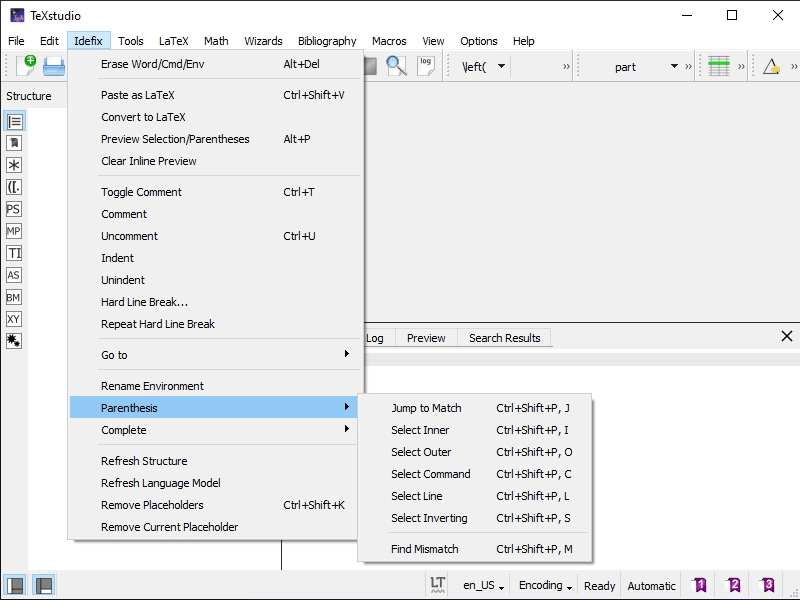 TeXstudio
File Edit Idefix Tools LaTeX Math Wizards Bibliography Macros View Options Help
log \left( part
Structure
PS
MP
TI
AS
BM
XY
Erase Word/Cmd/Env Alt+Del
Paste as LaTeX Ctrl+Shift+V
Convert to LaTeX
Preview Selection/Parentheses Alt+P
Clear Inline Preview
Toggle Comment Ctrl+T
Comment
Uncomment Ctrl+U
Indent
Unindent
Hard Line Break...
Repeat Hard Line Break
Go to
Rename Environment
Parenthesis
Complete
Refresh Structure
Refresh Language Model
Remove Placeholders Ctrl+Shift+K
Remove Current Placeholder
Log Preview Search Results
Jump to Match Ctrl+Shift+P, J
Select Inner Ctrl+Shift+P, I
Select Outer Ctrl+Shift+P, O
Select Command Ctrl+Shift+P, C
Select Line Ctrl+Shift+P, L
Select Inverting Ctrl+Shift+P, S
Find Mismatch Ctrl+Shift+P, M
LT en_US Encoding Ready Automatic 1 2 3